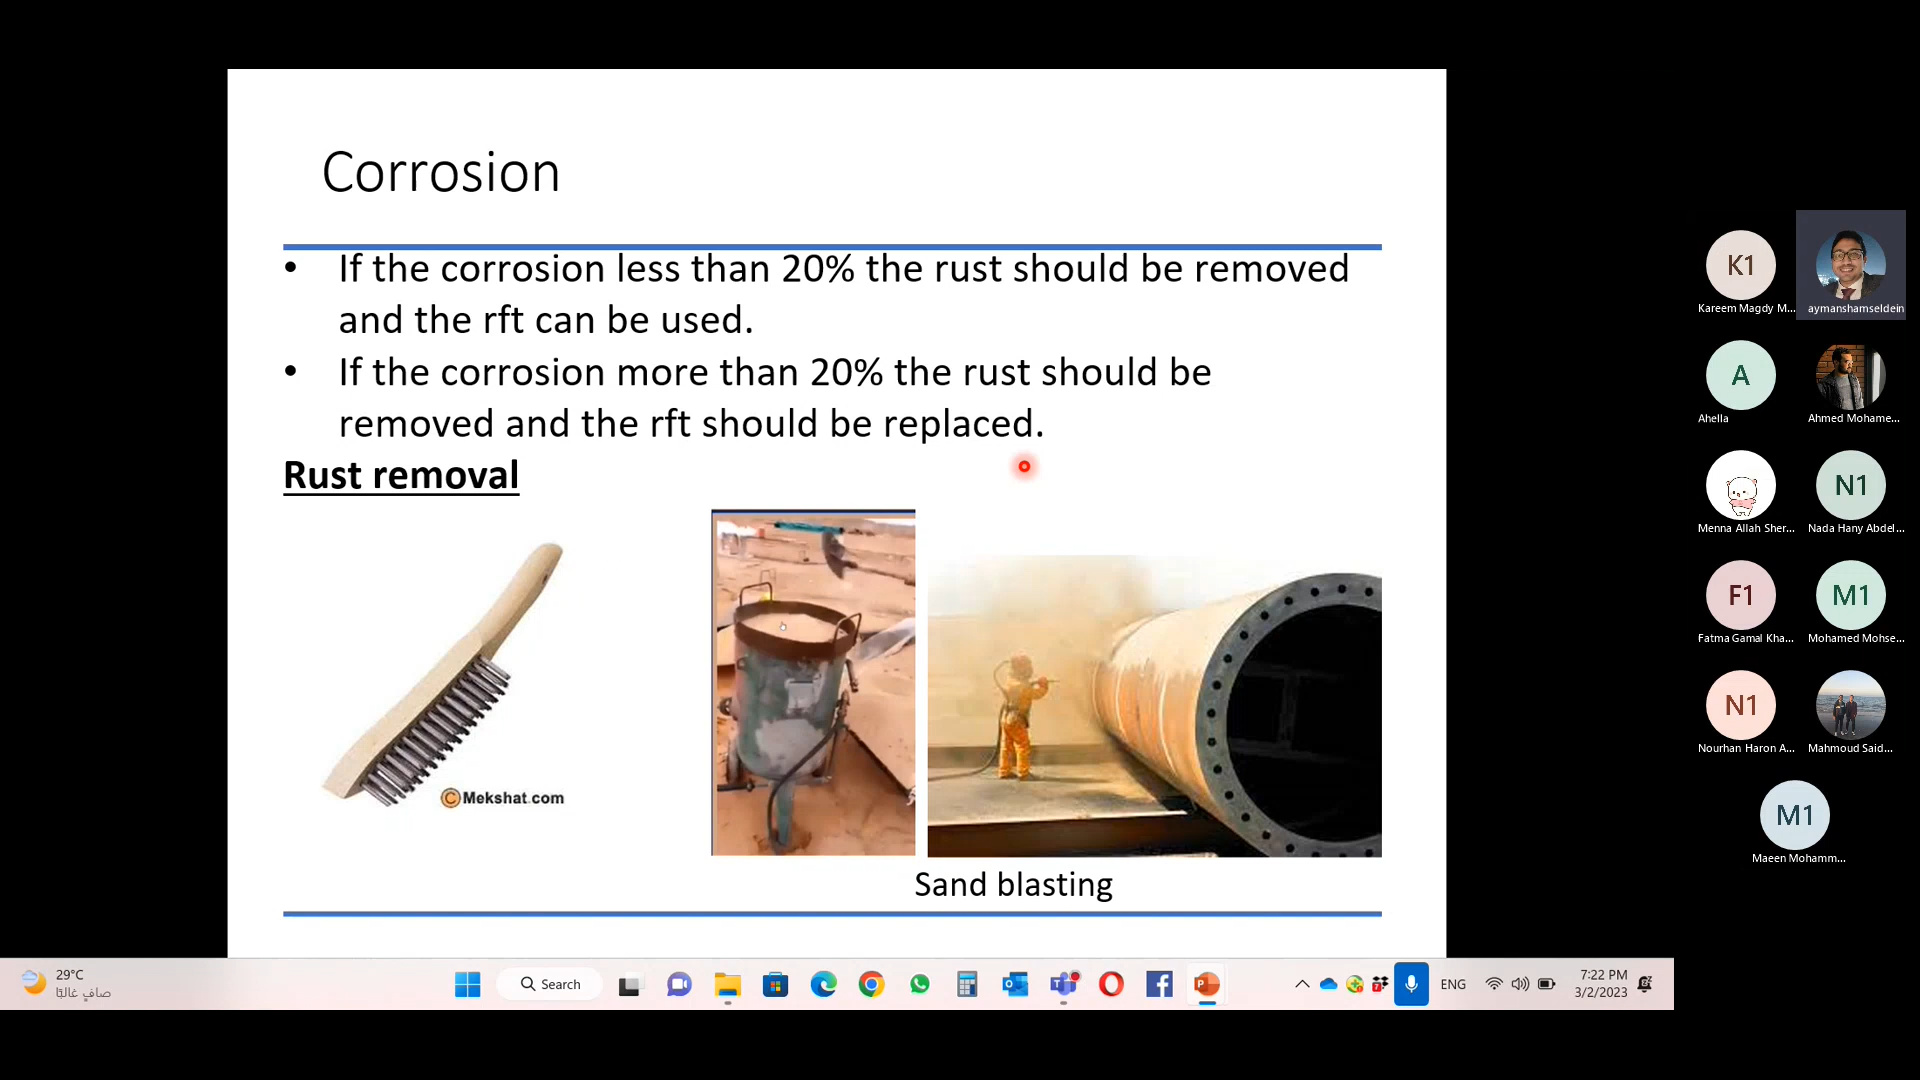 Corrosion
• If the corrosion less than 20% the rust should be removed
and the rft can be used.
• If the corrosion more than 20% the rust should be
removed and the rft should be replaced.
Rust removal
C Mekshat.com
Sand blasting
K1
Kareem Magdy M...
aymanshamseldein
A
Ahella
Ahmed Mohame...
Menna Allah Sher...
N1
Nada Hany Abdel...
F1
Fatma Gamal Kha...
M1
Mohamed Mohse...
N1
Nourhan Haron A...
Mahmoud Said...
M1
Maeen Mohamm...
29°C
صافٍ غالبًا
Search
ENG
7:22 PM
3/2/2023